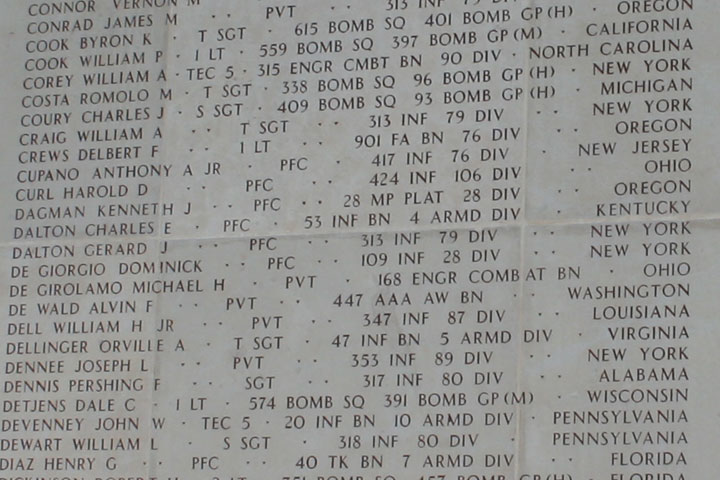 CONNOR VERNON M
CONRAD JAMES M · · PVT · · 313 INF 79 DIV
COOK BYRON K · T SGT · 615 BOMB SQ 401 BOMB GP (H) · OREGON
COOK WILLIAM P · 1 LT · 559 BOMB SQ 397 BOMB GP (M) · CALIFORNIA
COREY WILLIAM A · TEC 5 · 315 ENGR CMBT BN 90 DIV · NORTH CAROLINA
COSTA ROMOLO M · T SGT · 338 BOMB SQ 96 BOMB GP (H) · NEW YORK
COURY CHARLES J · S SGT · 409 BOMB SQ 93 BOMB GP (H) · MICHIGAN
CRAIG WILLIAM A · · T SGT · · 313 INF 79 DIV · · NEW YORK
CREWS DELBERT F · · 1 LT · · 901 FA BN 76 DIV · · OREGON
CUPANO ANTHONY A JR · PFC · · 417 INF 76 DIV · NEW JERSEY
CURL HAROLD D · · PFC · · 424 INF 106 DIV · · OHIO
DAGMAN KENNETH J · · PFC · · 28 MP PLAT 28 DIV · · OREGON
DALTON CHARLES E · PFC · 53 INF BN 4 ARMD DIV · KENTUCKY
DALTON GERARD J · · PFC · · 313 INF 79 DIV · · NEW YORK
DE GIORGIO DOMINICK · · PFC · · 109 INF 28 DIV · · NEW YORK
DE GIROLAMO MICHAEL H · PVT · 168 ENGR COMBAT BN · OHIO
DE WALD ALVIN F · · PVT · · 447 AAA AW BN · · WASHINGTON
DELL WILLIAM H JR · · PVT · · 347 INF 87 DIV · · LOUISIANA
DELLINGER ORVILLE A · T SGT · 47 INF BN 5 ARMD DIV · VIRGINIA
DENNEE JOSEPH L · · PVT · · 353 INF 89 DIV · · NEW YORK
DENNIS PERSHING F · · SGT · · 317 INF 80 DIV · · ALABAMA
DETJENS DALE C · 1 LT · 574 BOMB SQ 391 BOMB GP (M) · WISCONSIN
DEVENNEY JOHN W · TEC 5 · 20 INF BN 10 ARMD DIV · PENNSYLVANIA
DEWART WILLIAM L · S SGT · 318 INF 80 DIV · PENNSYLVANIA
DIAZ HENRY G · · PFC · · 40 TK BN 7 ARMD DIV · · FLORIDA